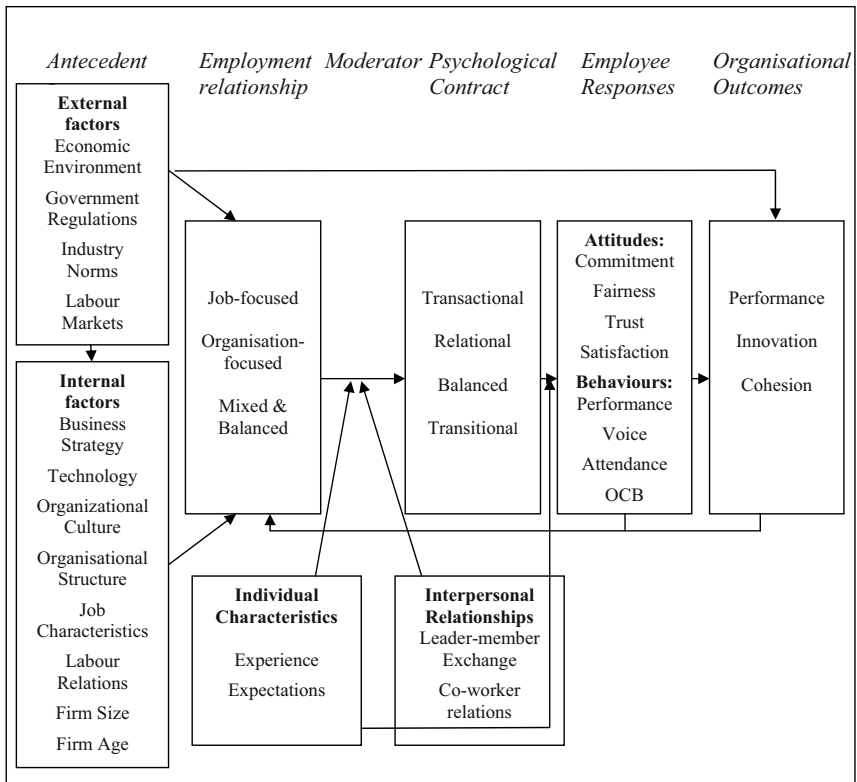 Antecedent
Employment
relationship
Moderator
Psychological
Contract
Employee
Responses
Organisational
Outcomes
External
factors
Economic
Environment
Government
Regulations
Industry
Norms
Labour
Markets
Internal
factors
Business
Strategy
Technology
Organizational
Culture
Organisational
Structure
Job
Characteristics
Labour
Relations
Firm Size
Firm Age
Job-focused
Organisation-
focused
Mixed &
Balanced
Individual
Characteristics
Experience
Expectations
Interpersonal
Relationships
Leader-member
Exchange
Co-worker
relations
Transactional
Relational
Balanced
Transitional
Attitudes:
Commitment
Fairness
Trust
Satisfaction
Behaviours:
Performance
Voice
Attendance
OCB
Performance
Innovation
Cohesion